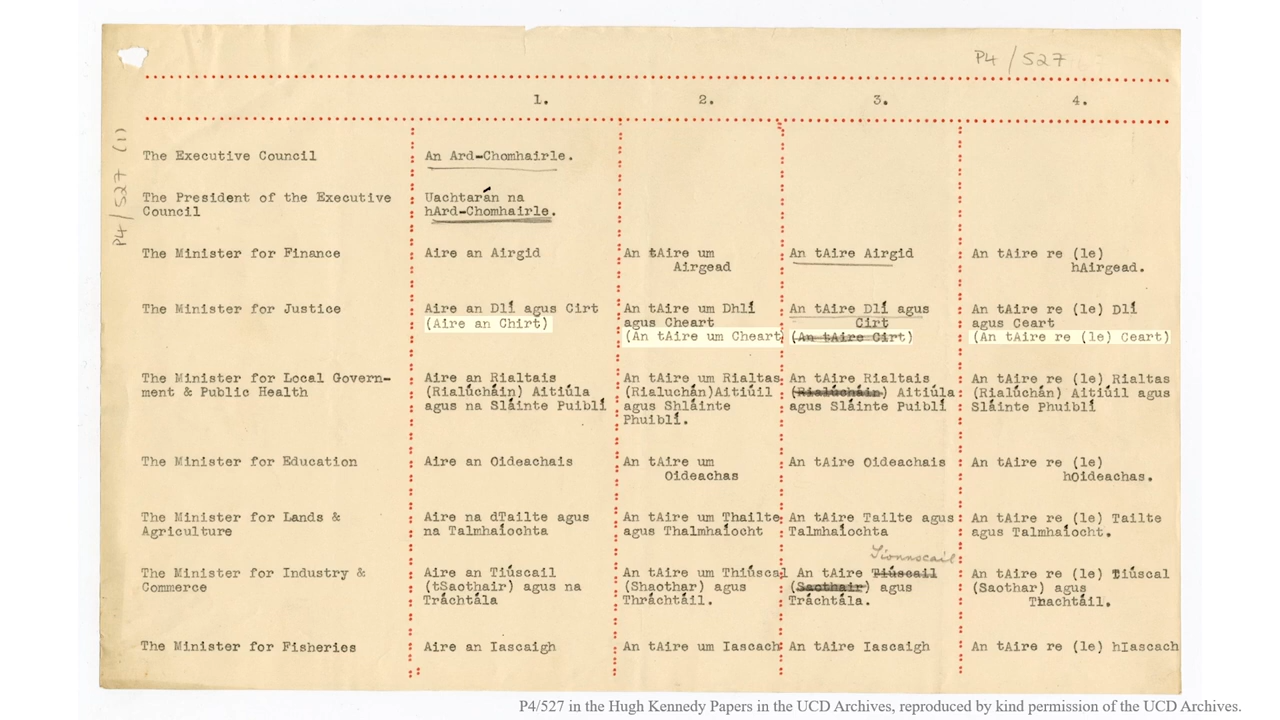 P4/527
P4/527 (1)
1.
2.
3.
4.
The Executive Council
An Ard-Chomhairle.
The President of the Executive
Council
Uachtarán na
hArd-Chomhairle.
The Minister for Finance
Aire an Airgid
An tAire um
Airgead
An tAire Airgid
An tAire re (le)
hAirgead.
The Minister for Justice
Aire an Dlí agus Cirt
(Aire an Chirt)
An tAire um Dhlí
agus Cheart
(An tAire um Cheart
An tAire Dlí agus
Cirt
(An tAire Cirt)
An tAire re (le) Dlí
agus Ceart
(An tAire re (le) Ceart)
The Minister for Local Govern-
ment & Public Health
Aire an Rialtais
(Rialúcháin) Aitiúla
agus na Sláinte Puiblí
An tAire um Rialtas
(Rialuchán)Aitiúil
agus Shláinte
Phuiblí.
An tAire Rialtais
(Rialúcháin) Aitiúla
agus Sláinte Puiblí
An tAire re (le) Rialtas
(Rialúchán) Aitiúil agus
Sláinte Phuiblí
The Minister for Education
Aire an Oideachais
An tAire um
Oideachas
An tAire Oideachais
An tAire re (le)
hOideachas.
The Minister for Lands &
Agriculture
Aire na dTailte agus
na Talmhaíochta
An tAire um Thailte
agus Thalmhaíocht
An tAire Tailte agus
Talmhaíochta
An tAire re (le) Tailte
agus Talmhaíocht.
The Minister for Industry &
Commerce
Aire an Tiúscail
(tSaothair) agus na
Tráchtála
An tAire um Thiúscal
(Shaothar) agus
Thráchtáil.
Tionnscail
An tAire Tiúscail
(Saothair) agus
Tráchtála.
An tAire re (le) Tiúscal
(Saothar) agus
Thachtáil.
The Minister for Fisheries
Aire an Iascaigh
An tAire um Iascach
An tAire Iascaigh
An tAire re (le) hIascach
P4/527 in the Hugh Kennedy Papers in the UCD Archives, reproduced by kind permission of the UCD Archives.